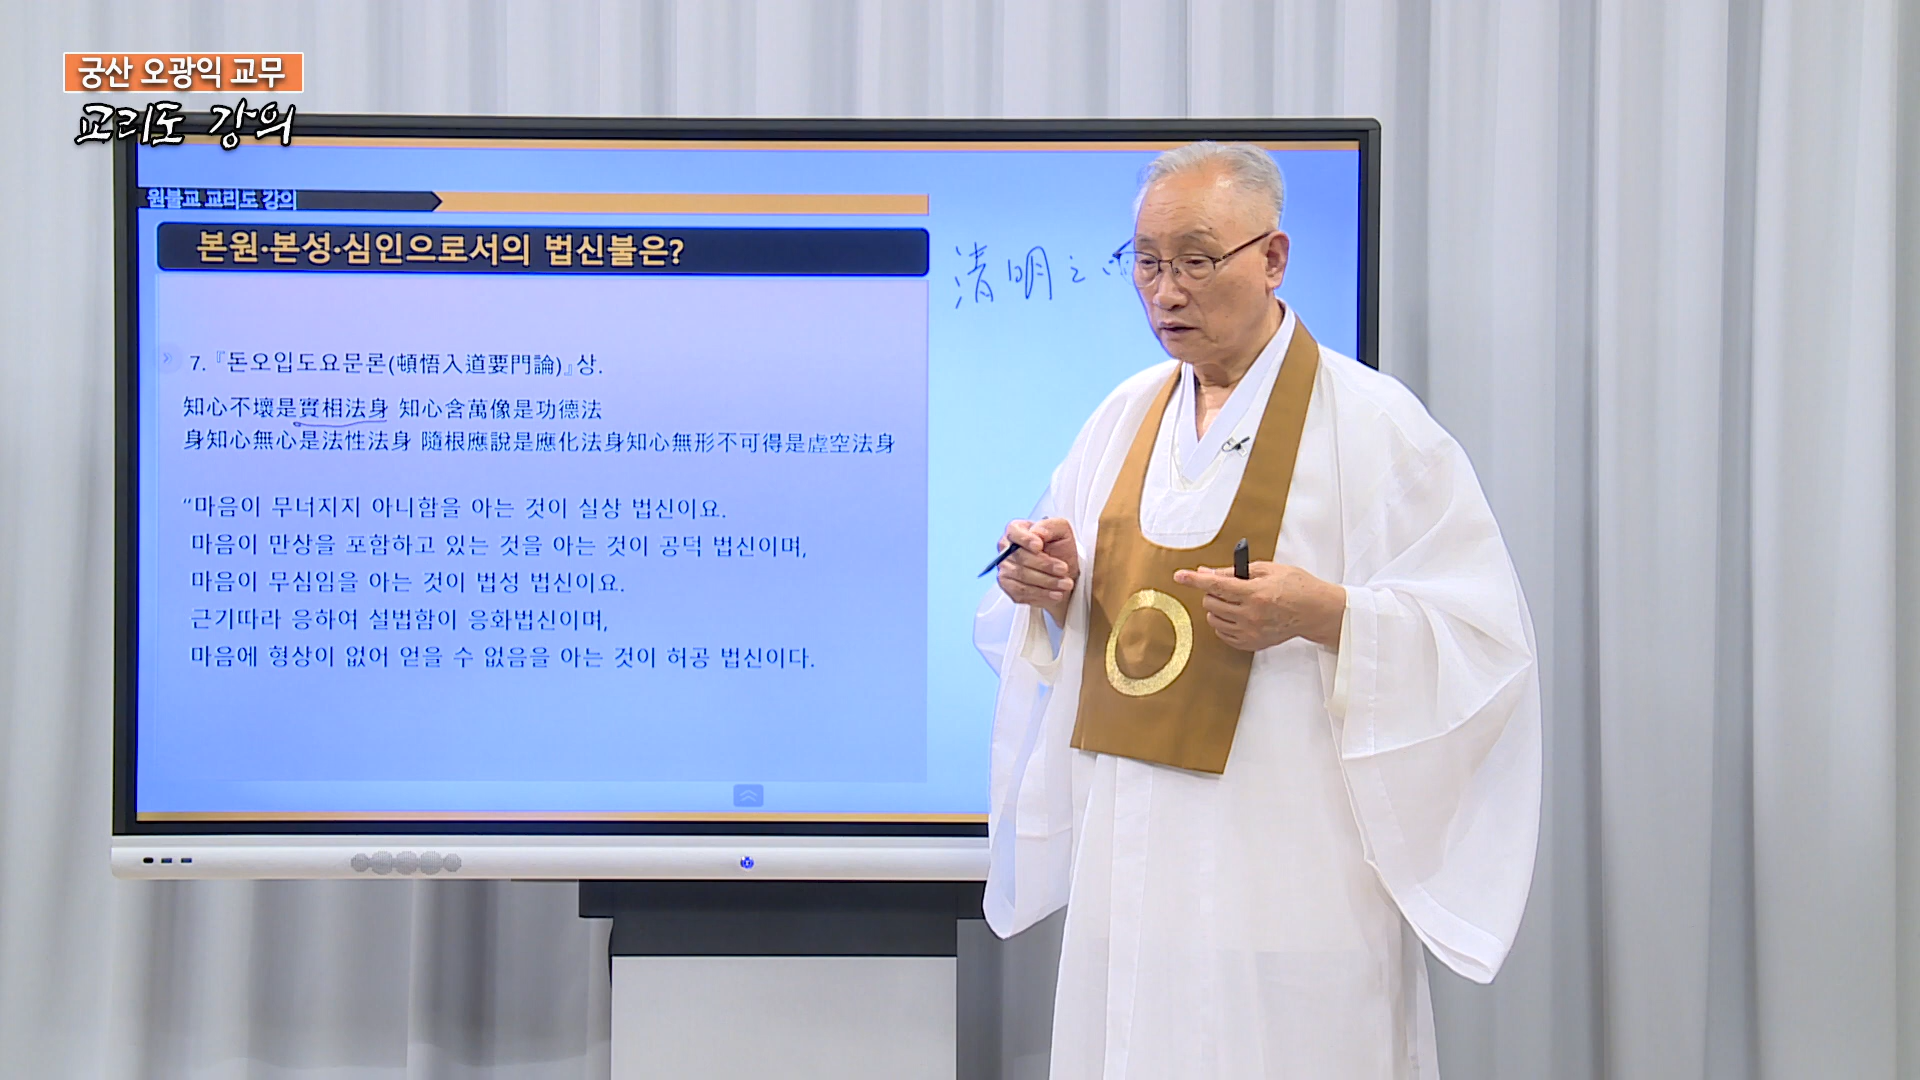 궁산 오광익 교무
교리도 강의
원불교 교리도 강의
본원·본성·심인으로서의 법신불은?
清明之
7. 『돈오입도요문론(頓悟入道要門論)』상.
知心不壞是實相法身 知心含萬像是功德法
身知心無心是法性法身 隨根應說是應化法身知心無形不可得是虛空法身
“마음이 무너지지 아니함을 아는 것이 실상 법신이요.
마음이 만상을 포함하고 있는 것을 아는 것이 공덕 법신이며,
마음이 무심임을 아는 것이 법성 법신이요.
근기따라 응하여 설법함이 응화법신이며,
마음에 형상이 없어 얻을 수 없음을 아는 것이 허공 법신이다.